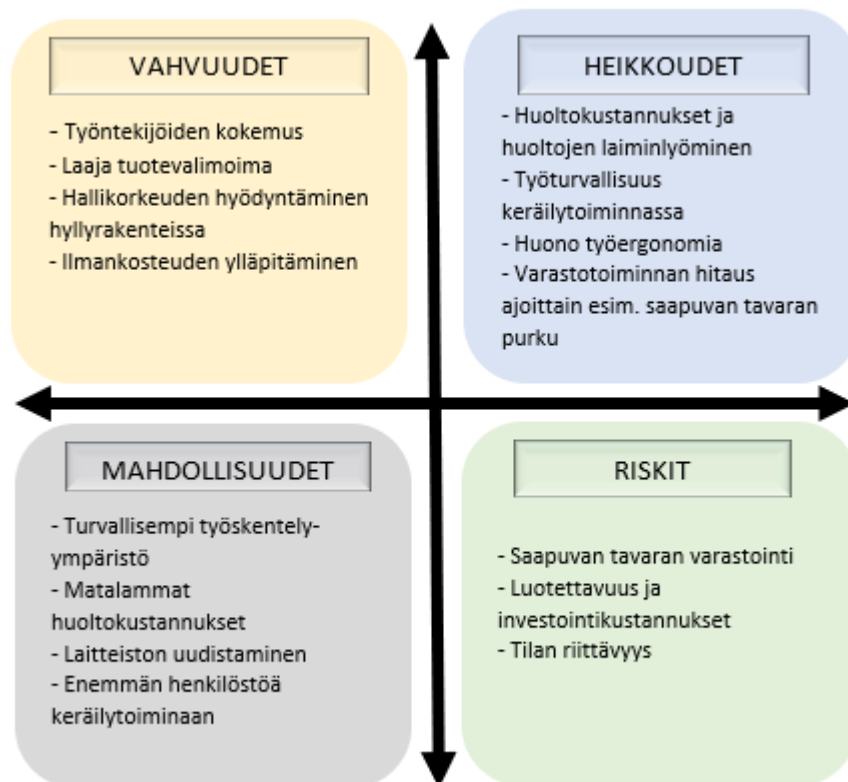 VAHVUUDET
- Työntekijöiden kokemus
- Laaja tuotevalimoima
- Hallikorkeuden hyödyntäminen
hyllyrakenteissa
- Ilmankosteuden ylläpitäminen
HEIKKOUDET
- Huoltokustannukset ja
huoltojen laiminlyöminen
- Työturvallisuus
keräilytoiminnassa
- Huono työergonomia
- Varastotoiminnan hitaus
ajoittain esim. saapuvan tavaran
purku
MAHDOLLISUUDET
- Turvallisempi työskentely-
ympäristö
- Matalammat
huoltokustannukset
- Laitteiston uudistaminen
- Enemmän henkilöstöä
keräilytoiminaan
RISKIT
- Saapuvan tavaran varastointi
- Luotettavuus ja
investointikustannukset
- Tilan riittävyys